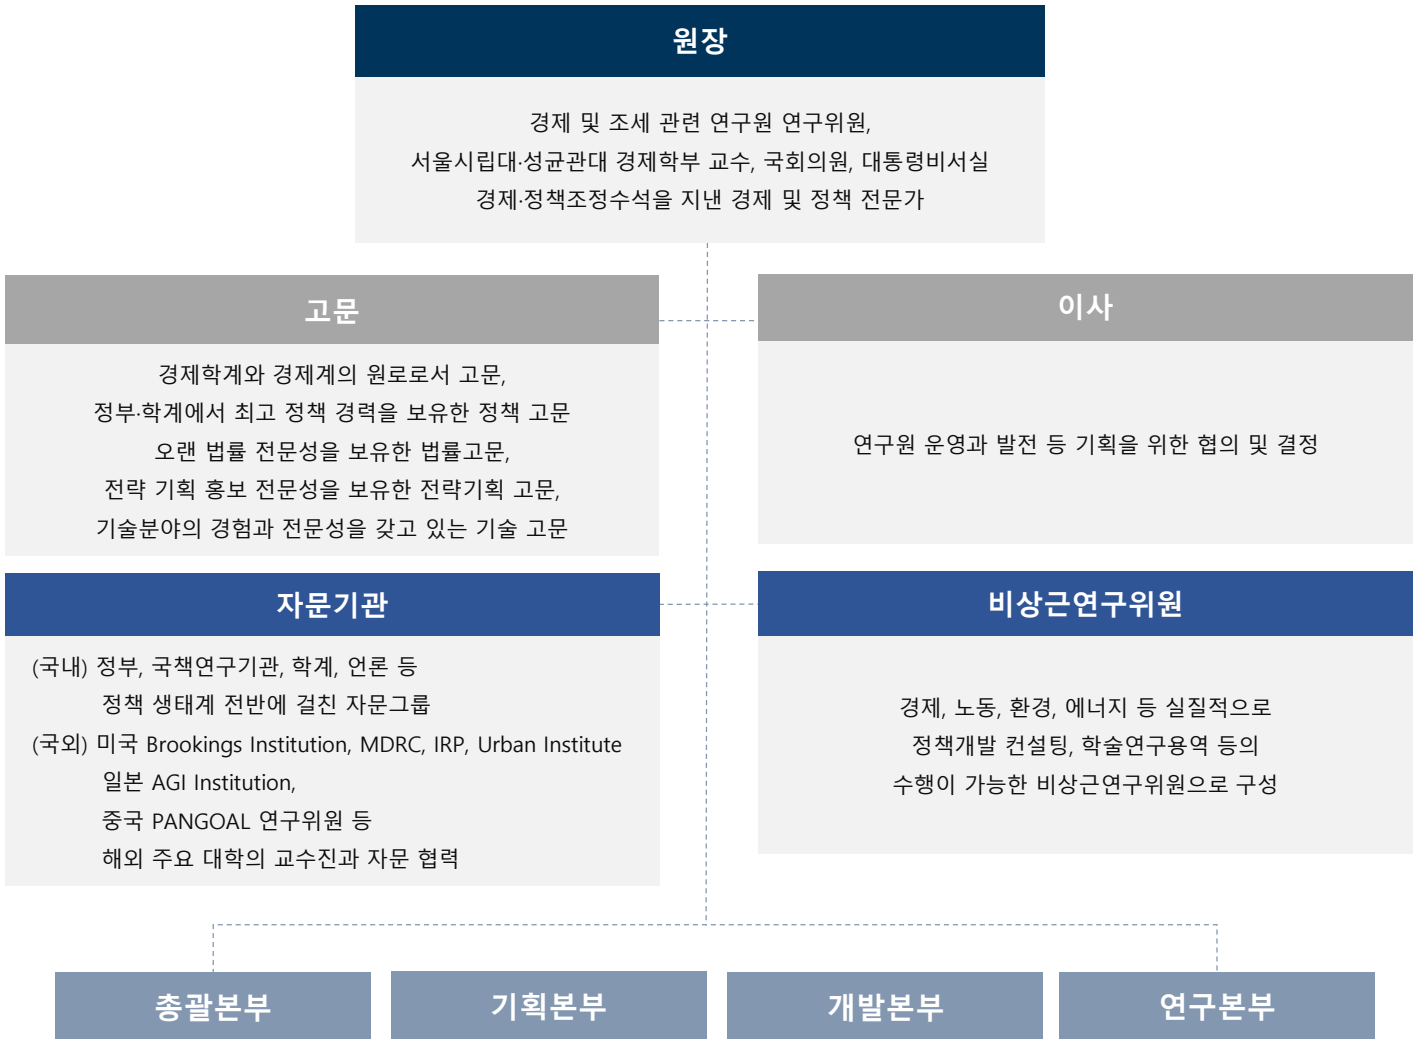 원장
경제 및 조세 관련 연구원 연구위원,
서울시립대·성균관대 경제학부 교수, 국회의원, 대통령비서실
경제·정책조정수석을 지낸 경제 및 정책 전문가
고문
경제학계와 경제계의 원로로서 고문,
정부·학계에서 최고 정책 경력을 보유한 정책 고문
오랜 법률 전문성을 보유한 법률고문,
전략 기획 홍보 전문성을 보유한 전략기획 고문,
기술분야의 경험과 전문성을 갖고 있는 기술 고문
이사
연구원 운영과 발전 등 기획을 위한 협의 및 결정
자문기관
(국내) 정부, 국책연구기관, 학계, 언론 등
정책 생태계 전반에 걸친 자문그룹
(국외) 미국 Brookings Institution, MDRC, IRP, Urban Institute
일본 AGI Institution,
중국 PANGOAL 연구위원 등
해외 주요 대학의 교수진과 자문 협력
비상근연구위원
경제, 노동, 환경, 에너지 등 실질적으로
정책개발 컨설팅, 학술연구용역 등의
수행이 가능한 비상근연구위원으로 구성
총괄본부
기획본부
개발본부
연구본부